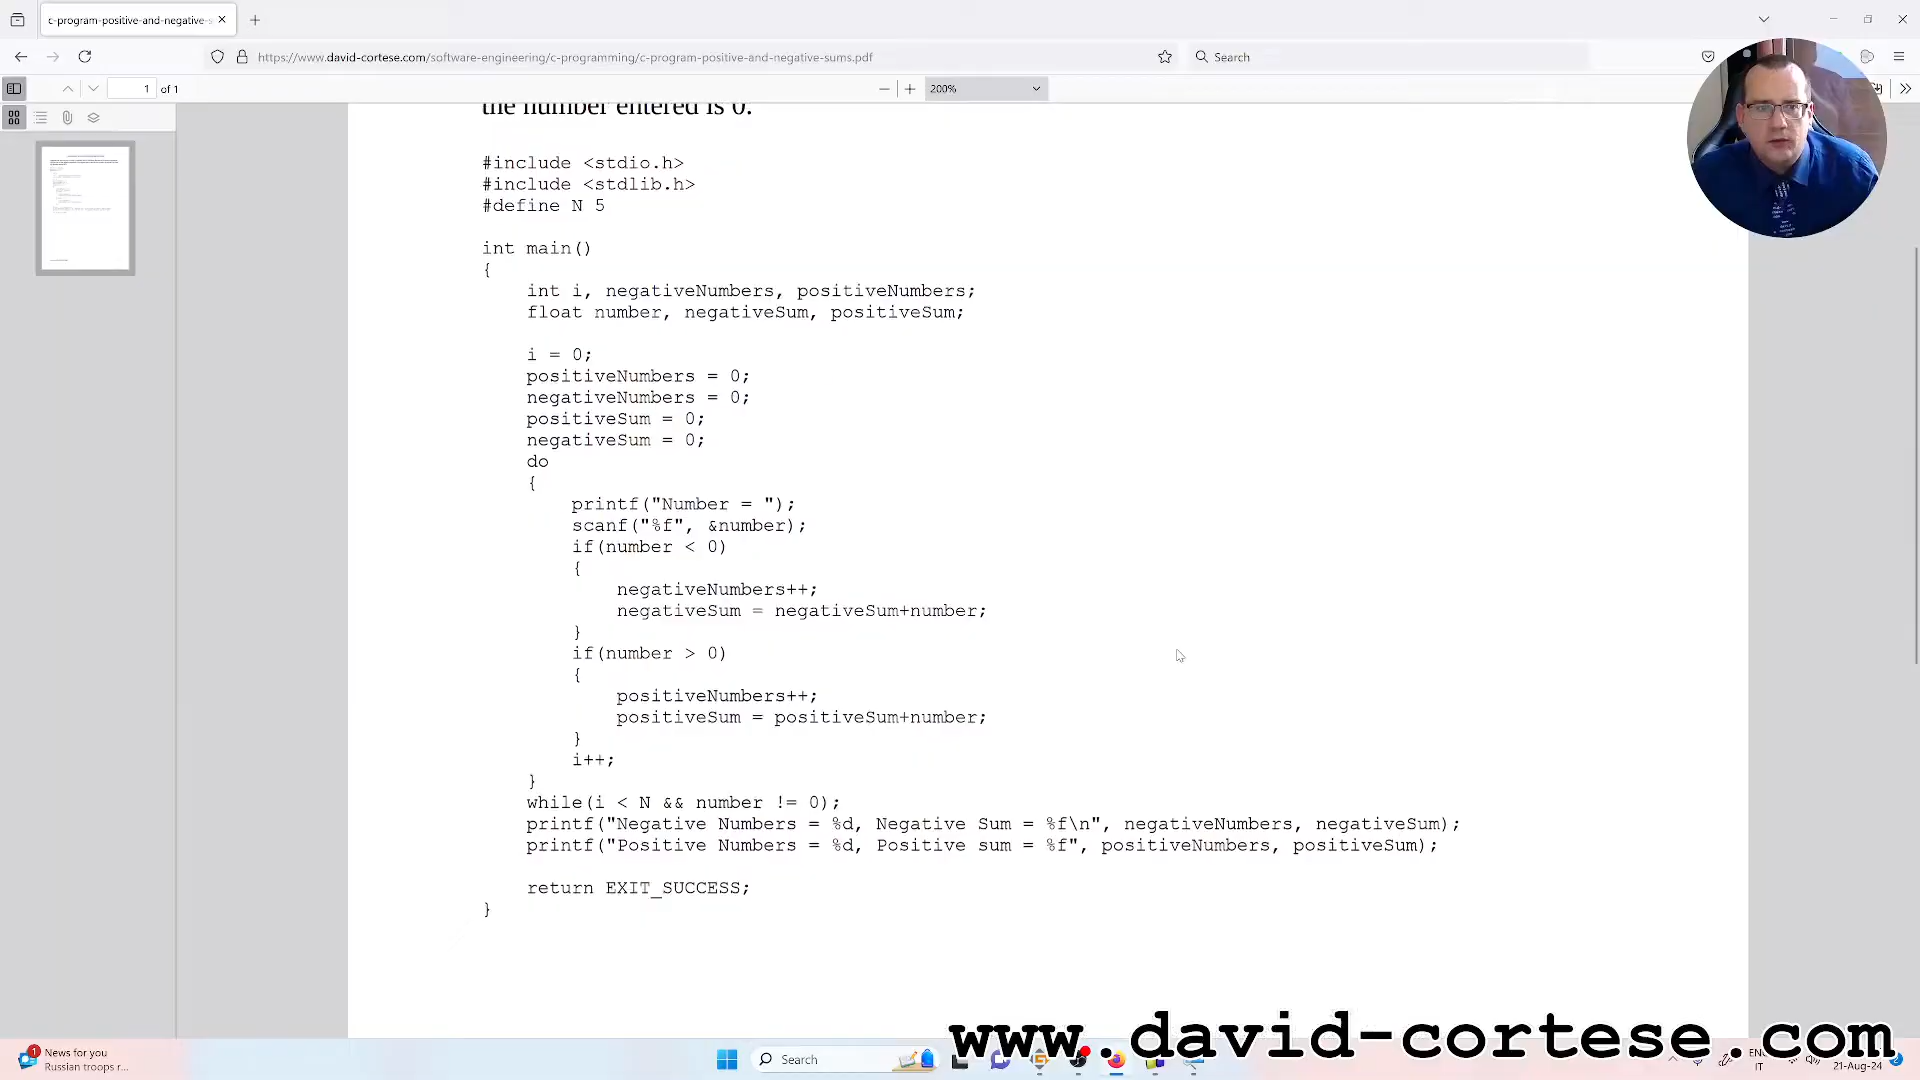 c-program-positive-and-negative-s
https://www.david-cortese.com/software-engineering/c-programming/c-program-positive-and-negative-sums.pdf
Search
1 of 1
200%
the number entered is 0.
#include <stdio.h>
#include <stdlib.h>
#define N 5
int main()
{
int i, negativeNumbers, positiveNumbers;
float number, negativeSum, positiveSum;
i = 0;
positiveNumbers = 0;
negativeNumbers = 0;
positiveSum = 0;
negativeSum = 0;
do
{
printf("Number = ");
scanf("%f", &number);
if(number < 0)
{
negativeNumbers++;
negativeSum = negativeSum+number;
}
if(number > 0)
{
positiveNumbers++;
positiveSum = positiveSum+number;
}
i++;
}
while(i < N && number != 0);
printf("Negative Numbers = %d, Negative Sum = %f\n", negativeNumbers, negativeSum);
printf("Positive Numbers = %d, Positive sum = %f", positiveNumbers, positiveSum);
return EXIT_SUCCESS;
}
www.david-cortese.com
1
News for you
Russian troops r...
Search
IT
21-Aug-24